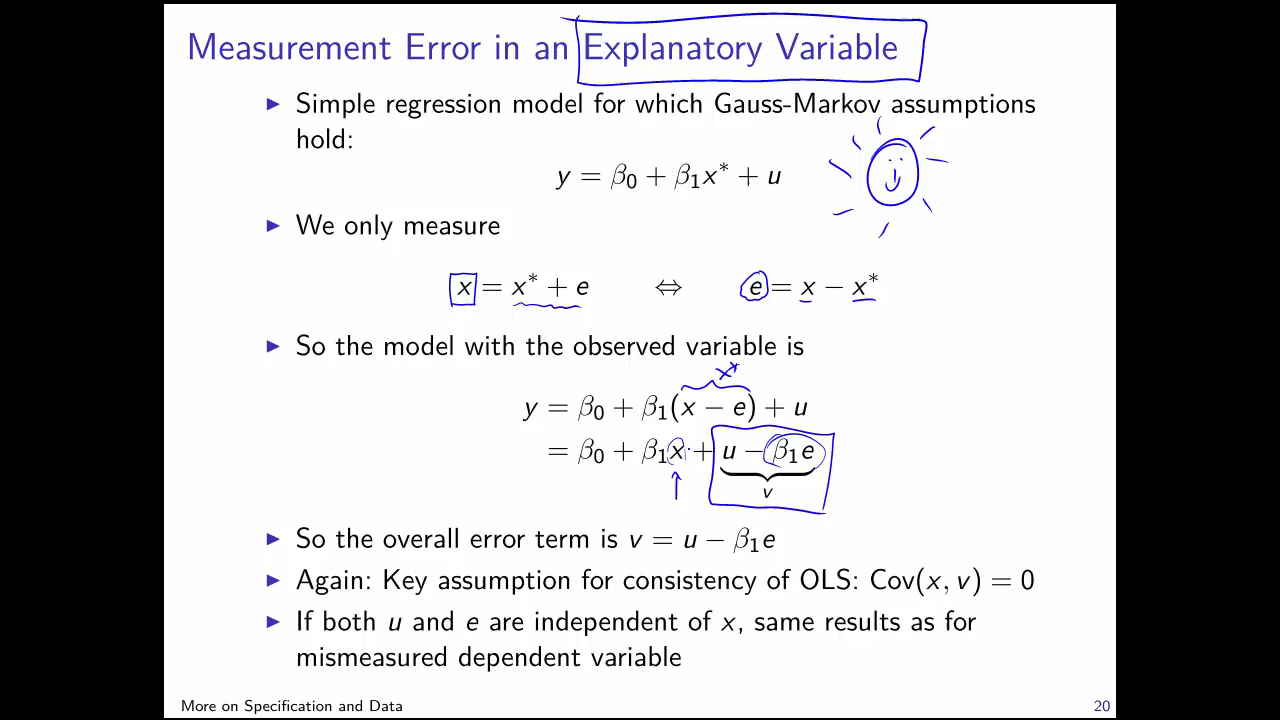 Measurement Error in an Explanatory Variable
▶ Simple regression model for which Gauss-Markov assumptions
hold:
y = β₀ + β₁x* + u
▶ We only measure
x = x* + e ⇔ e = x − x*
▶ So the model with the observed variable is
x*
y = β₀ + β₁(x − e) + u
= β₀ + β₁x + u − β₁e
v
▶ So the overall error term is v = u − β₁e
▶ Again: Key assumption for consistency of OLS: Cov(x, v) = 0
▶ If both u and e are independent of x, same results as for
mismeasured dependent variable
More on Specification and Data 20